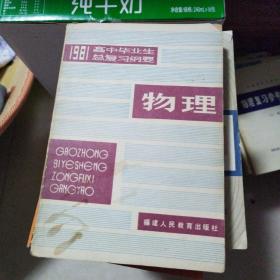 纯牛奶
1981
高中毕业生
总复习纲要
物理
GAOZHONG
BIYESHENG
ZONGFUXI
GANGYAO
福建人民教育出版社